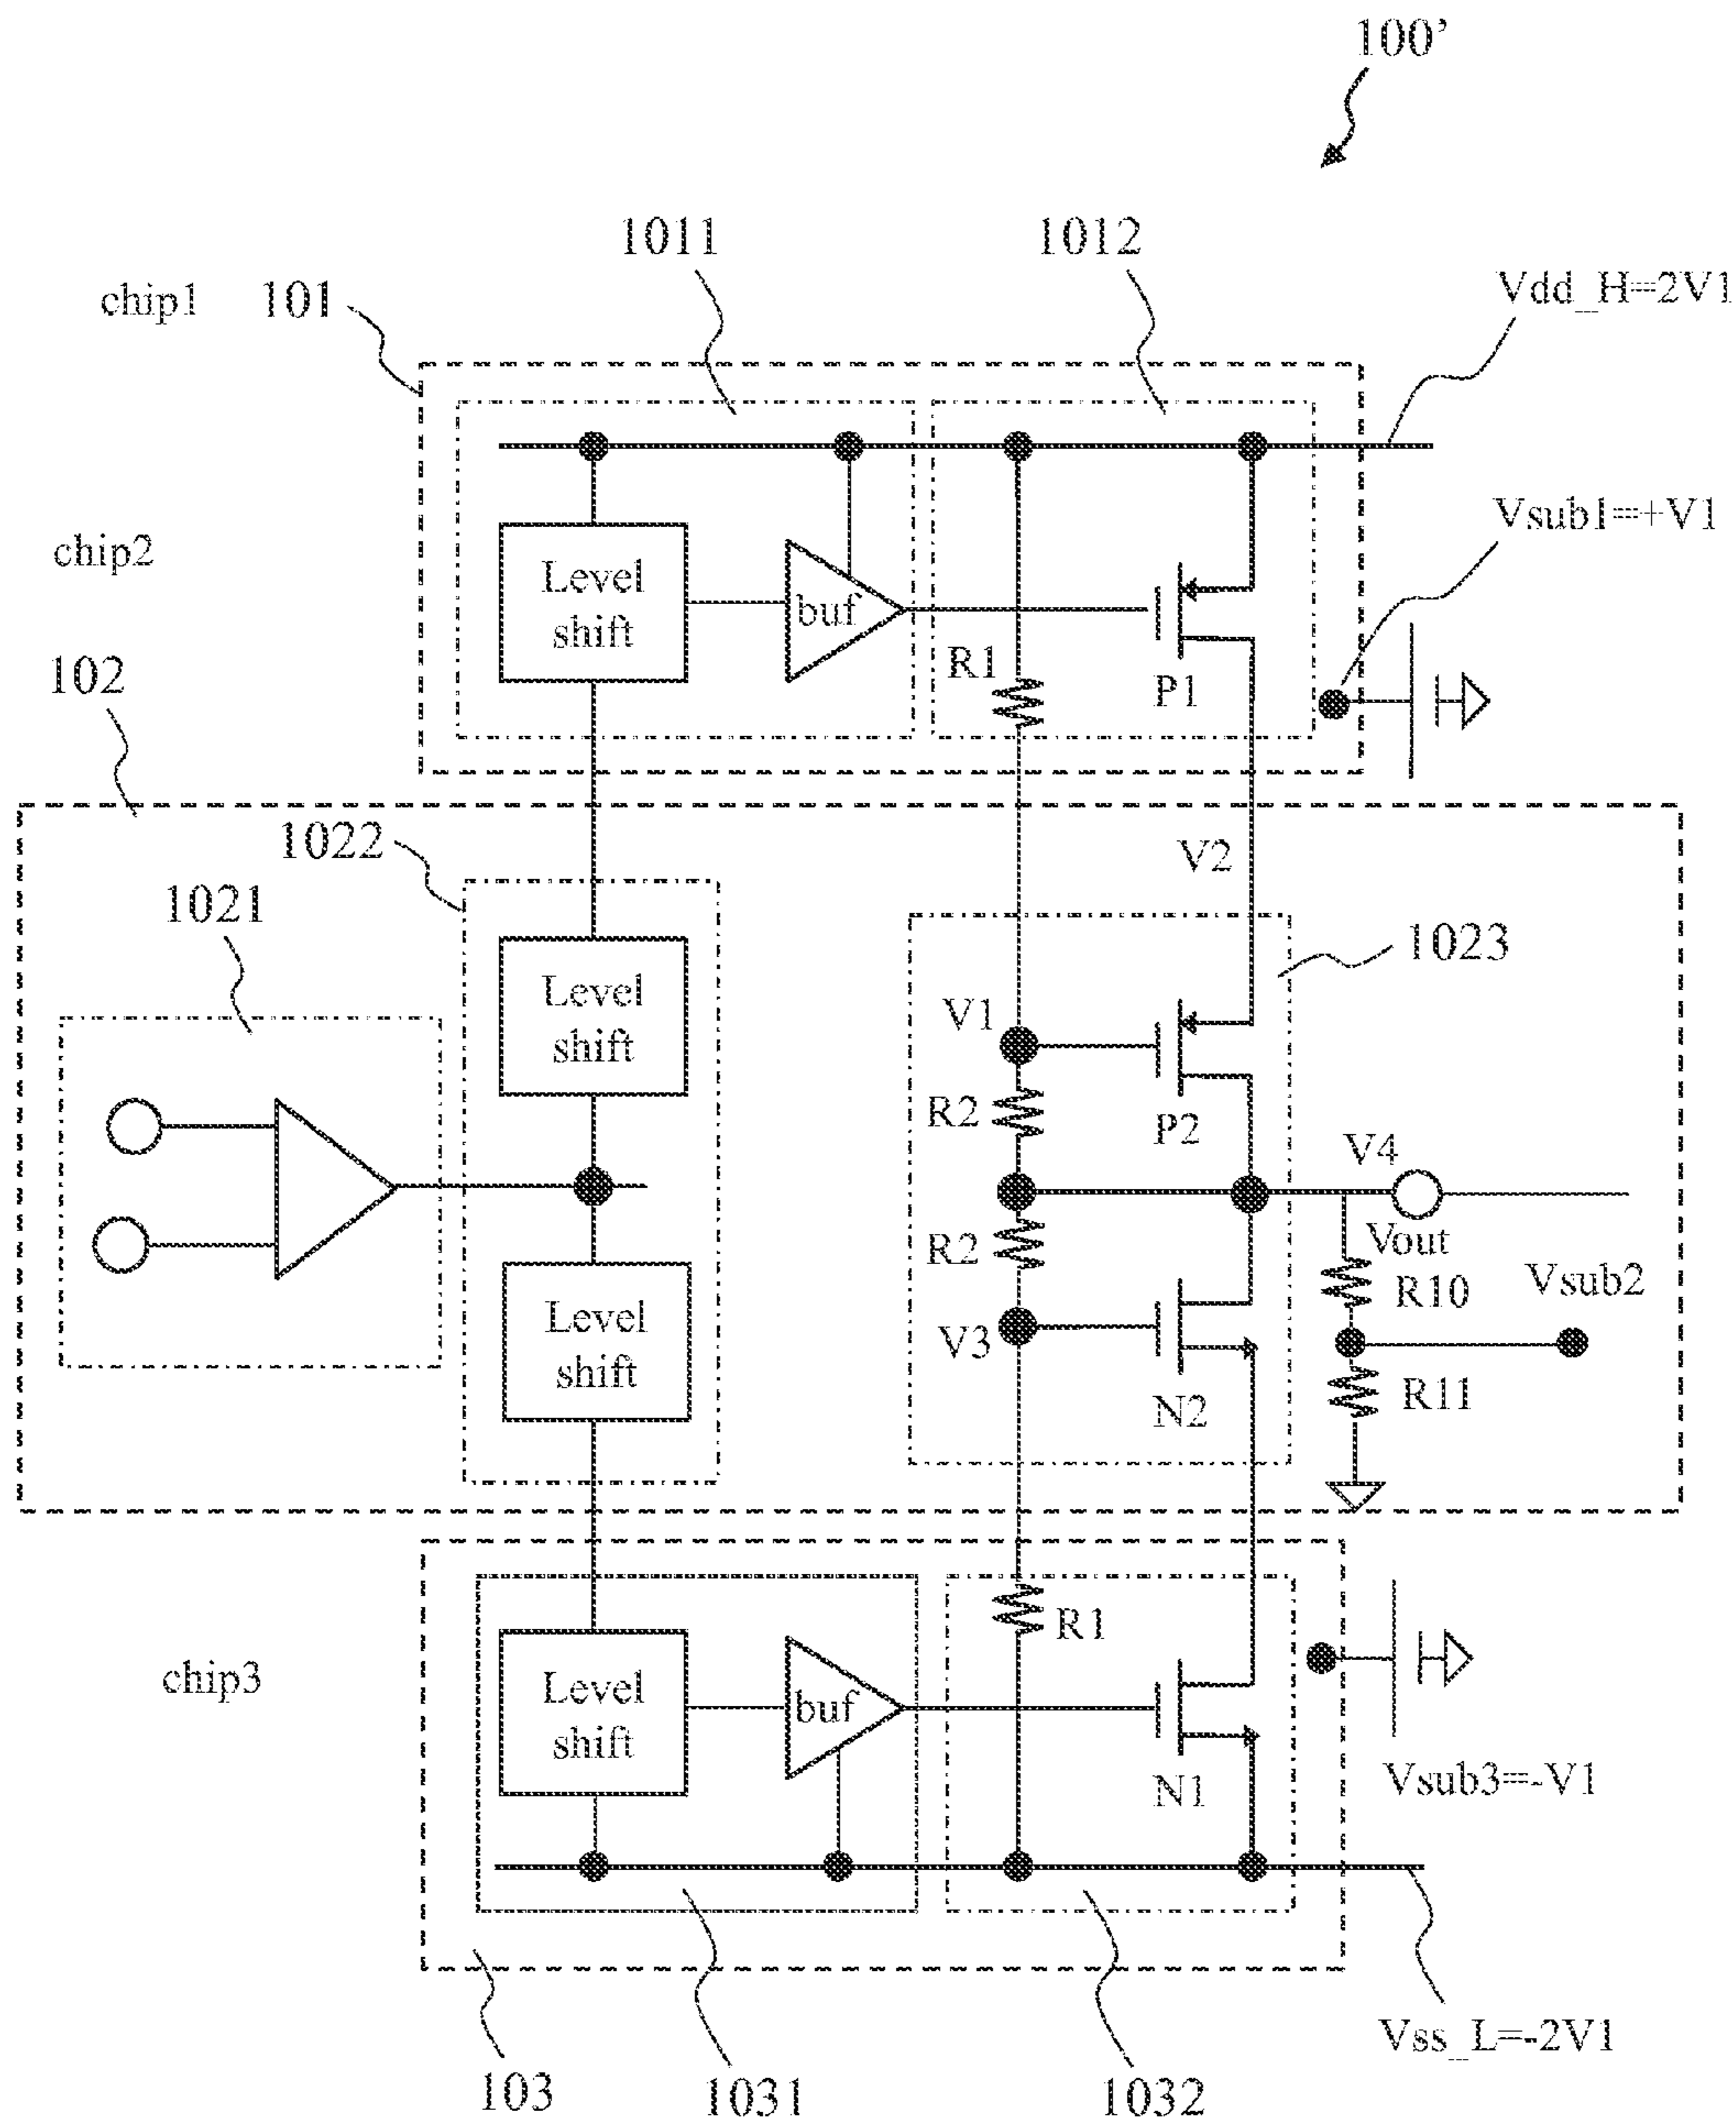 100’
1011
1012
chip1
101
Vdd_H=2V1
Vsub1=+V1
chip2
Level
shift
buf
R1
P1
102
1022
V2
1021
1023
Level
shift
V1
R2
P2
V4
Vout
R2
R10
Vsub2
V3
Level
shift
N2
R11
R1
chip3
Level
shift
buf
N1
Vsub3=-V1
Vss_L=-2V1
103
1031
1032